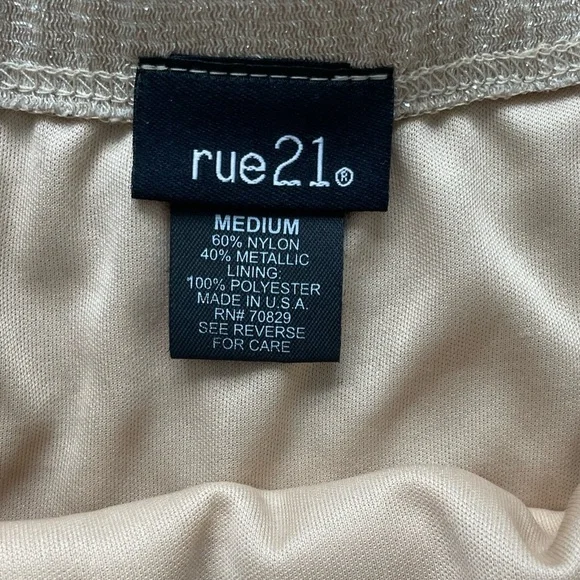 rue21®
MEDIUM
60% NYLON
40% METALLIC
LINING:
100% POLYESTER
MADE IN U.S.A.
RN# 70829
SEE REVERSE
FOR CARE